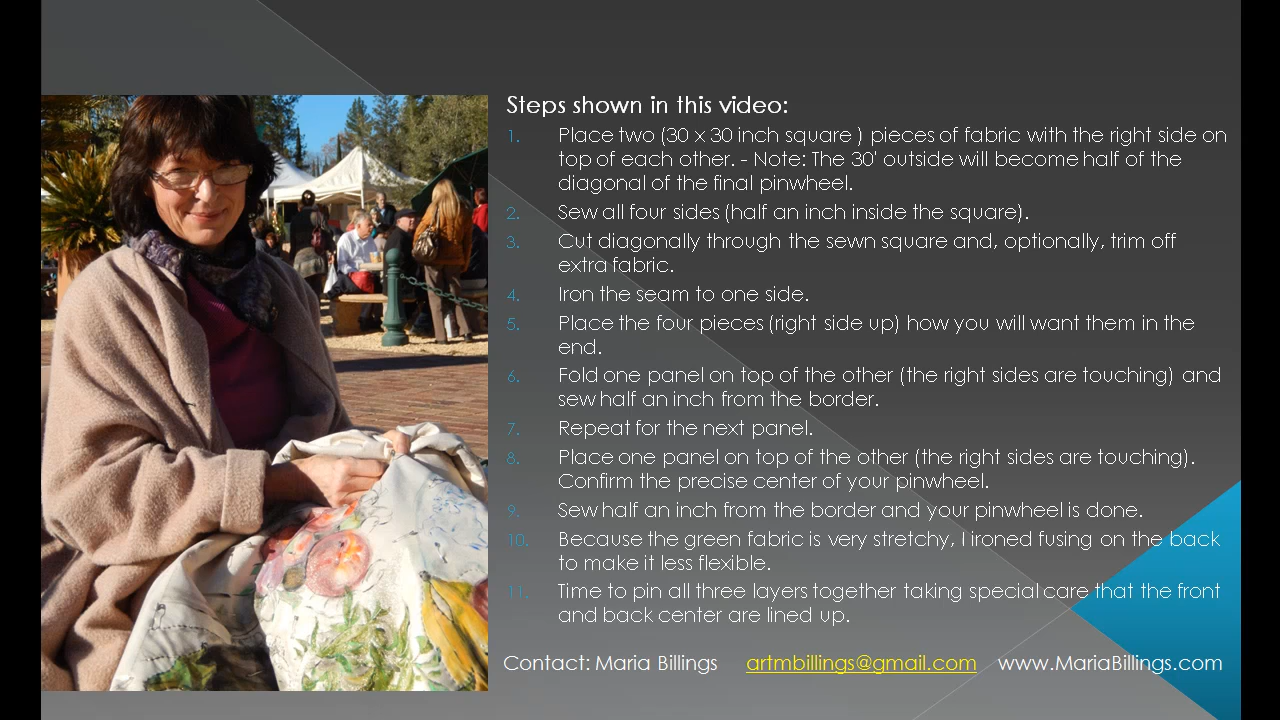 Steps shown in this video:
1. Place two (30 x 30 inch square ) pieces of fabric with the right side on
top of each other. - Note: The 30' outside will become half of the
diagonal of the final pinwheel.
2. Sew all four sides (half an inch inside the square).
3. Cut diagonally through the sewn square and, optionally, trim off
extra fabric.
4. Iron the seam to one side.
5. Place the four pieces (right side up) how you will want them in the
end.
6. Fold one panel on top of the other (the right sides are touching) and
sew half an inch from the border.
7. Repeat for the next panel.
8. Place one panel on top of the other (the right sides are touching).
Confirm the precise center of your pinwheel.
9. Sew half an inch from the border and your pinwheel is done.
10. Because the green fabric is very stretchy, I ironed fusing on the back
to make it less flexible.
11. Time to pin all three layers together taking special care that the front
and back center are lined up.
Contact: Maria Billings artmbillings@gmail.com www.MariaBillings.com